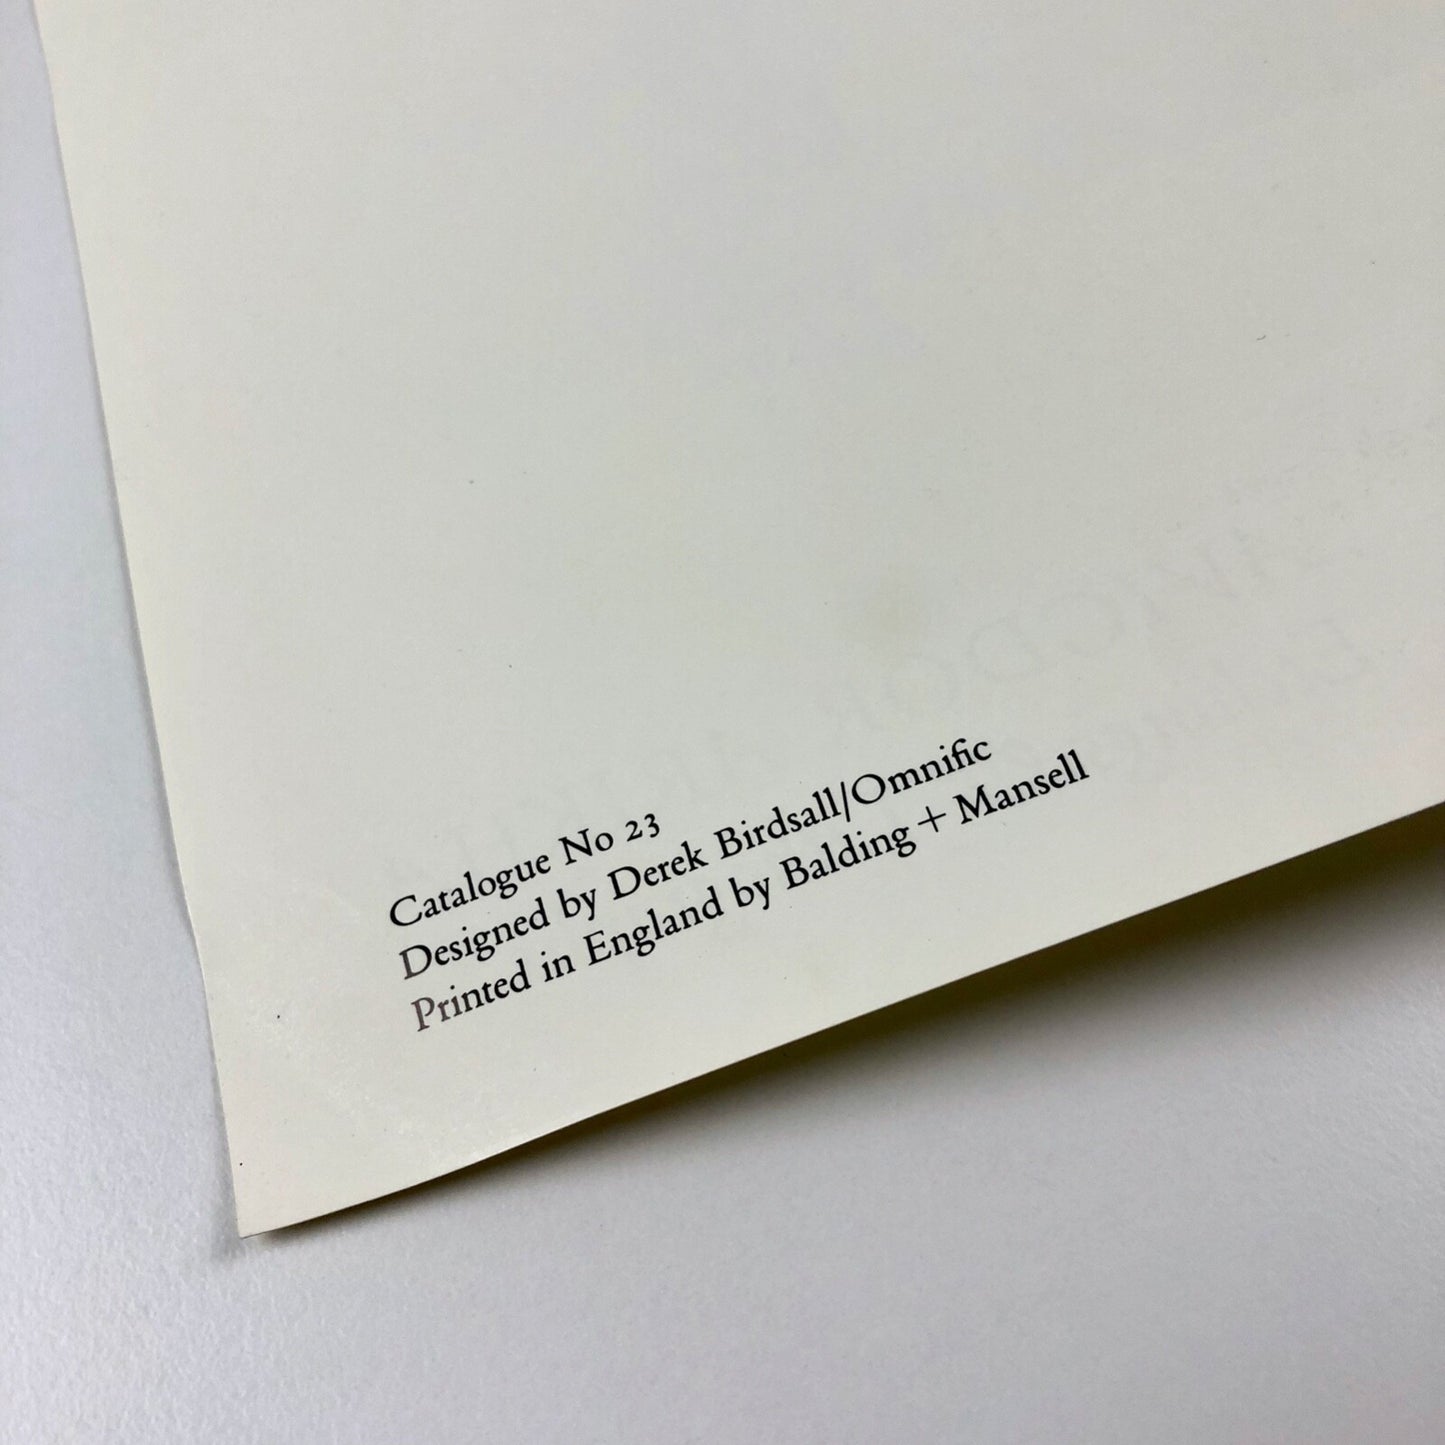 Catalogue No 23
Designed by Derek Birdsall/Omnific
Printed in England by Balding + Mansell